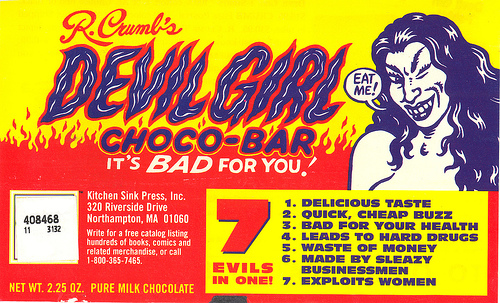 R. Crumb's
DEVIL GIRL
EAT
ME!
CHOCO-BAR
IT'S BAD FOR YOU!
408468
11 3132
Kitchen Sink Press, Inc.
320 Riverside Drive
Northampton, MA 01060
Write for a free catalog listing
hundreds of books, comics and
related merchandise, or call
1-800-365-7465.
NET WT. 2.25 OZ. PURE MILK CHOCOLATE
7
EVILS
IN ONE!
1. DELICIOUS TASTE
2. QUICK, CHEAP BUZZ
3. BAD FOR YOUR HEALTH
4. LEADS TO HARD DRUGS
5. WASTE OF MONEY
6. MADE BY SLEAZY
BUSINESSMEN
7. EXPLOITS WOMEN